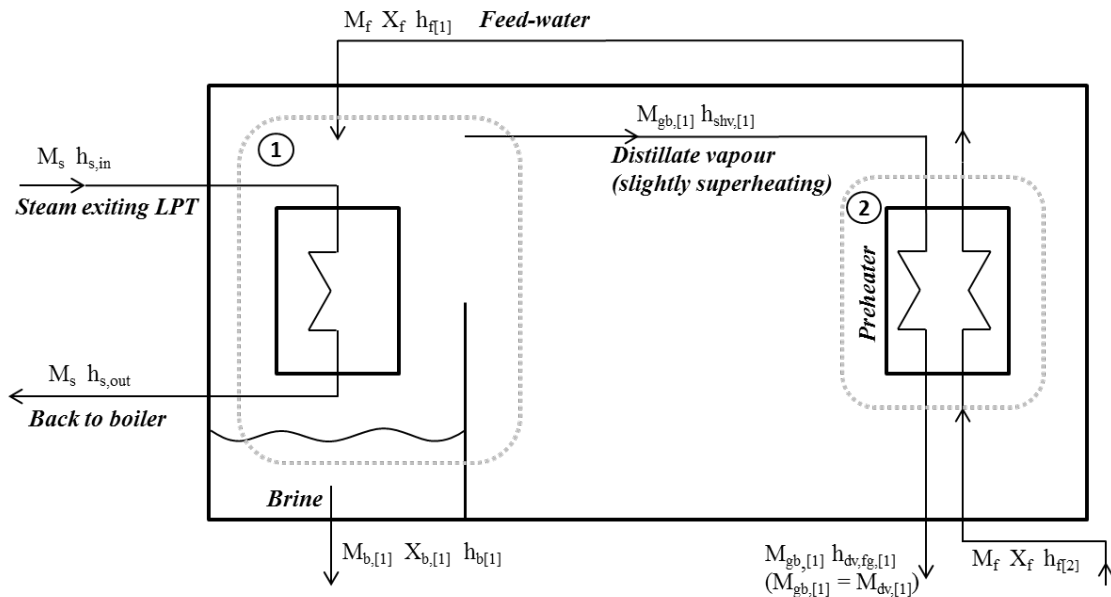 M_f X_f h_f[1] Feed-water
1
M_gb,[1] h_shv,[1]
Distillate vapour
(slightly superheating)
M_s h_s,in
Steam exiting LPT
2
Preheater
M_s h_s,out
Back to boiler
Brine
M_b,[1] X_b,[1] h_b[1]
M_gb,[1] h_dv,fg,[1]
(M_gb,[1] = M_dv,[1])
M_f X_f h_f[2]